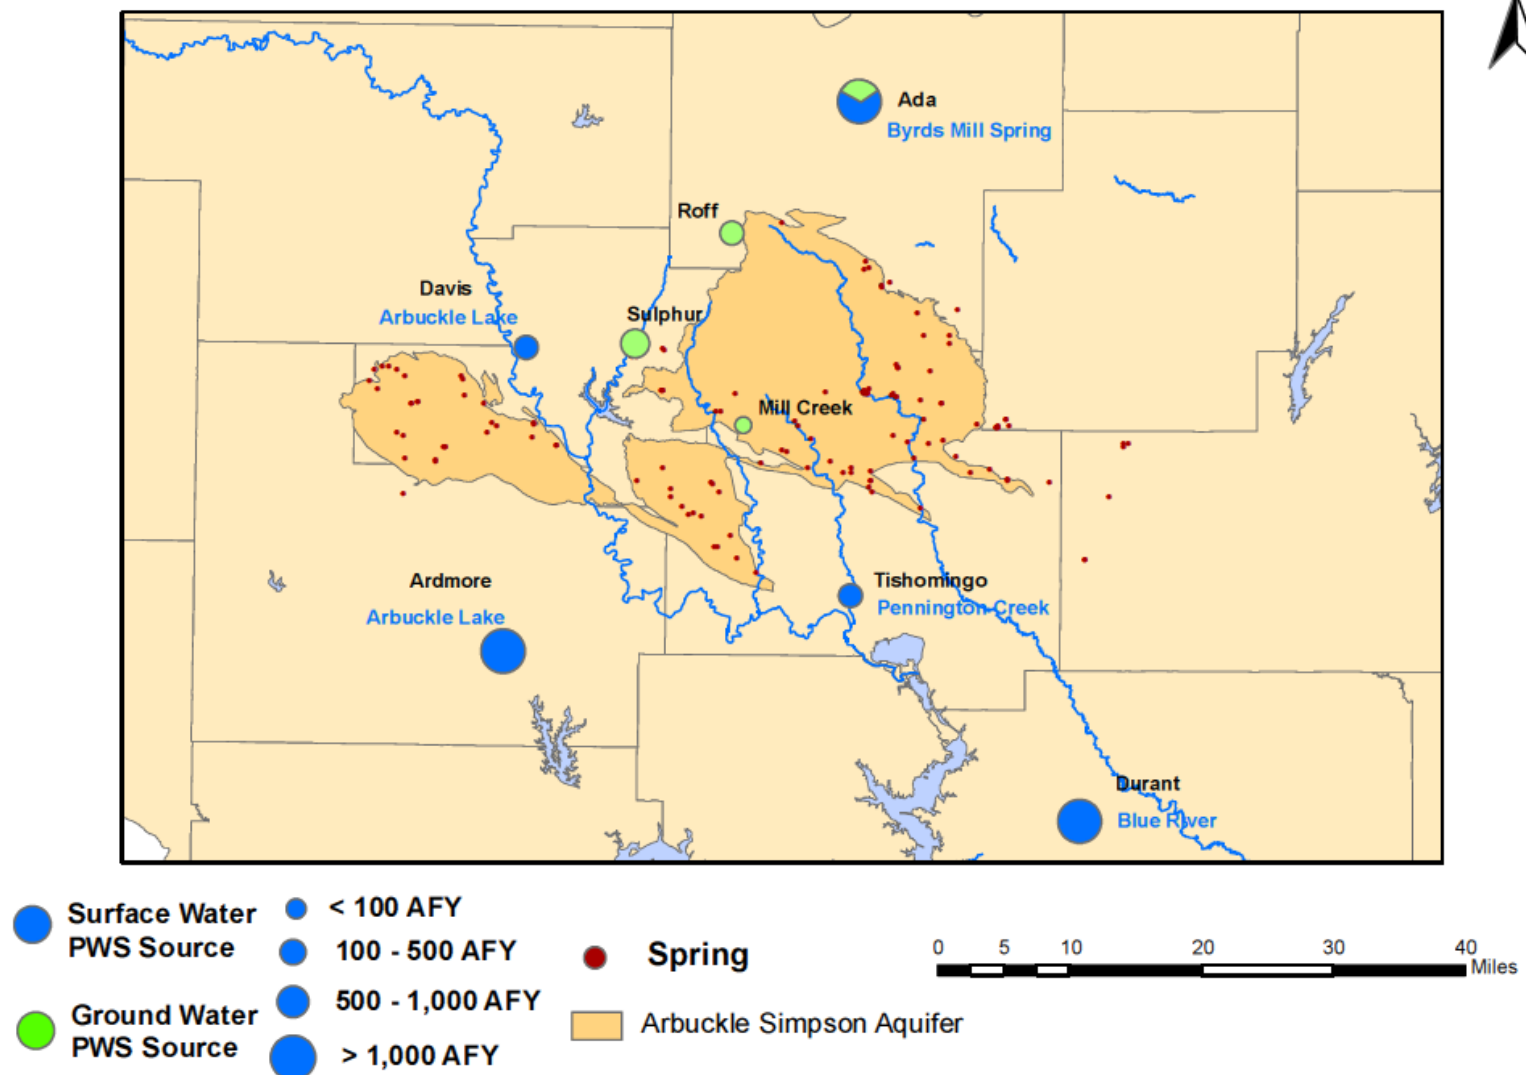 Ada
Byrds Mill Spring
Roff
Davis
Arbuckle Lake
Sulphur
Mill Creek
Ardmore
Arbuckle Lake
Tishomingo
Pennington Creek
Durant
Blue River
Surface Water
PWS Source
Ground Water
PWS Source
< 100 AFY
100 - 500 AFY
500 - 1,000 AFY
> 1,000 AFY
Spring
Arbuckle Simpson Aquifer
0 5 10 20 30 40
Miles